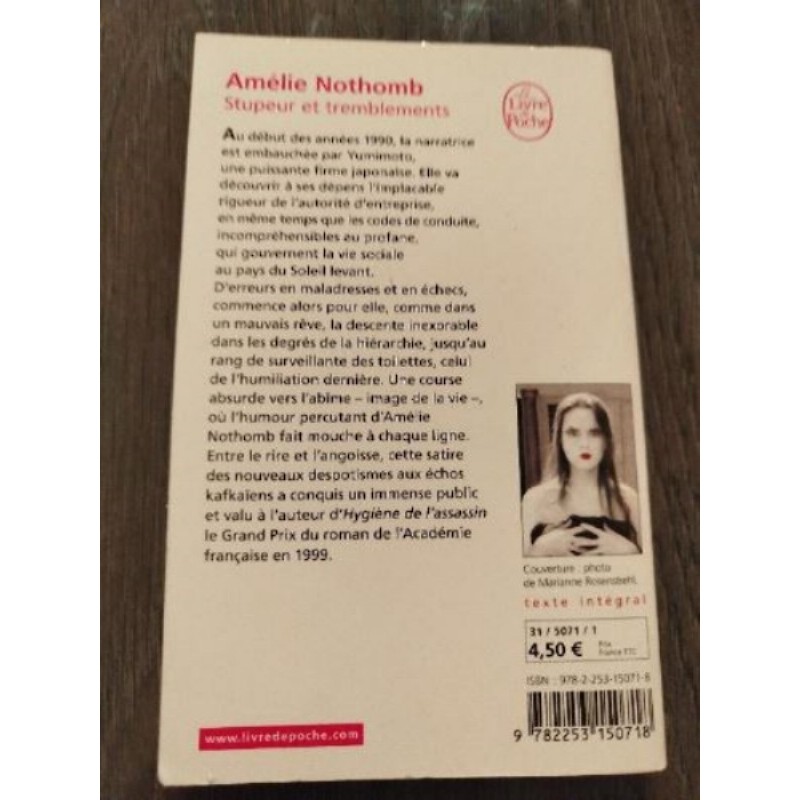 Amélie Nothomb
Stupeur et tremblements
Le
Livre
de
Poche
Au début des années 1990, la narratrice
est embauchée par Yumimoto,
une puissante firme japonaise. Elle va
découvrir à ses dépens l'implacable
rigueur de l'autorité d'entreprise,
en même temps que les codes de conduite,
incompréhensibles au profane,
qui gouvernent la vie sociale
au pays du Soleil levant.
D'erreurs en maladresses et en échecs,
commence alors pour elle, comme dans
un mauvais rêve, la descente inexorable
dans les degrés de la hiérarchie, jusqu'au
rang de surveillante des toilettes, celui
de l'humiliation dernière. Une course
absurde vers l'abîme – image de la vie –,
où l'humour percutant d'Amélie
Nothomb fait mouche à chaque ligne.
Entre le rire et l'angoisse, cette satire
des nouveaux despotismes aux échos
kafkaïens a conquis un immense public
et valu à l'auteur d'Hygiène de l'assassin
le Grand Prix du roman de l'Académie
française en 1999.
Couverture : photo
de Marianne Rosenstiehl.
texte intégral
31 / 5071 / 1
4,50 € Prix
France TTC
ISBN : 978-2-253-15071-8
9 782253 150718
www.livredepoche.com